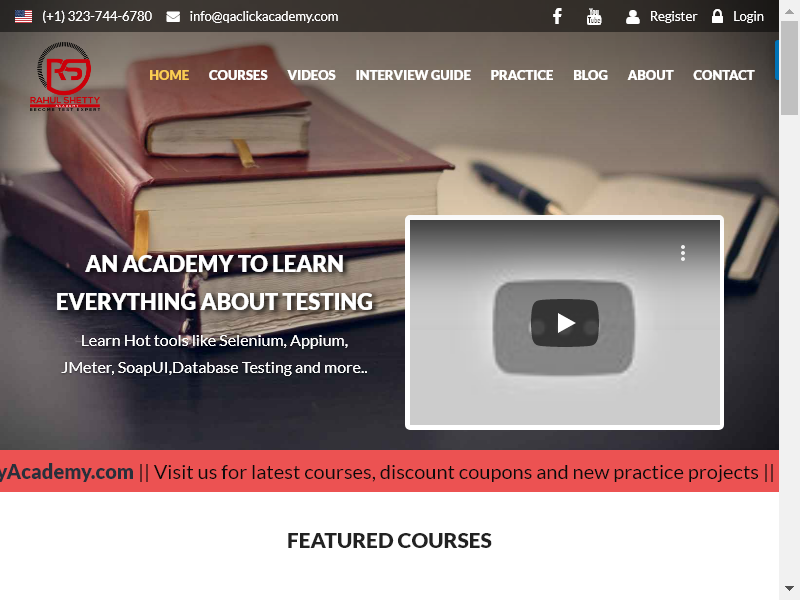 (+1) 323-744-6780 info@qaclickacademy.com Register Login
RAHUL SHETTY
ACADEMY
HOME COURSES VIDEOS INTERVIEW GUIDE PRACTICE BLOG ABOUT CONTACT
AN ACADEMY TO LEARN
EVERYTHING ABOUT TESTING
Learn Hot tools like Selenium, Appium,
JMeter, SoapUI,Database Testing and more..
yAcademy.com || Visit us for latest courses, discount coupons and new practice projects ||
FEATURED COURSES